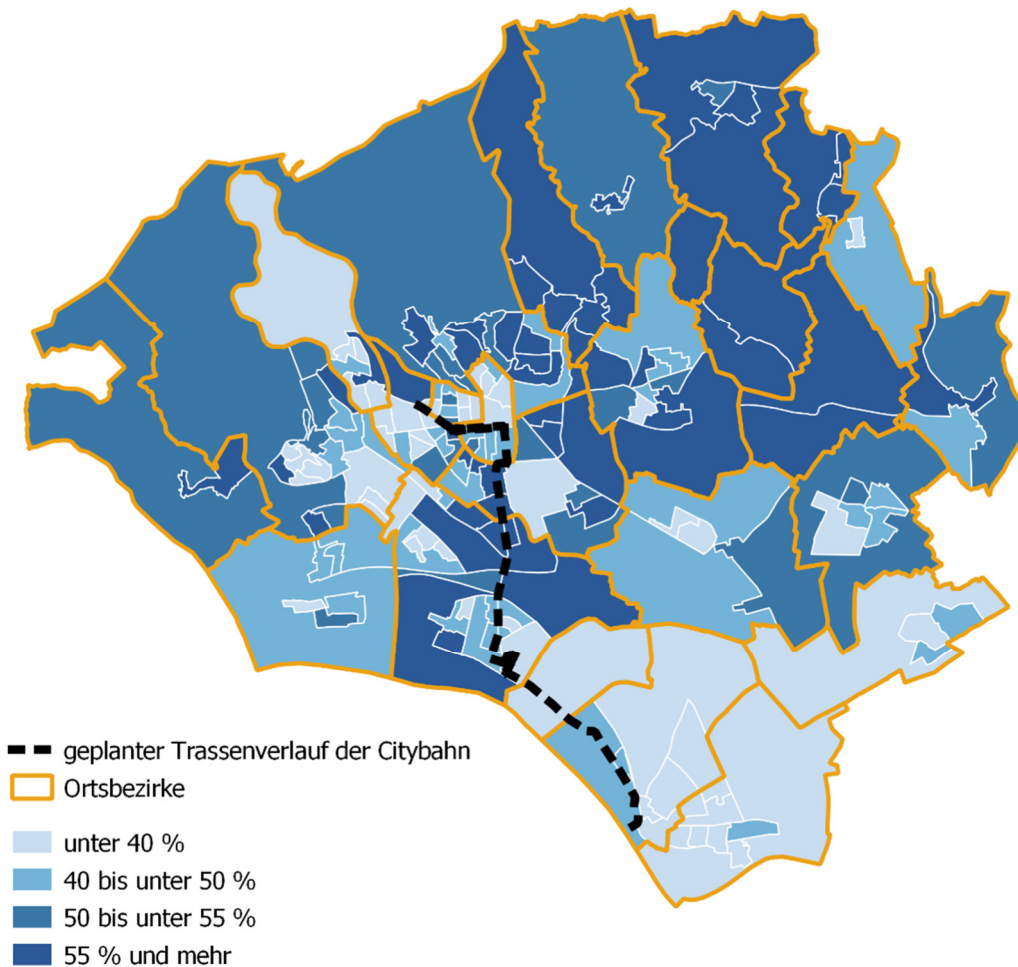 geplanter Trassenverlauf der Citybahn
Ortsbezirke
unter 40 %
40 bis unter 50 %
50 bis unter 55 %
55 % und mehr